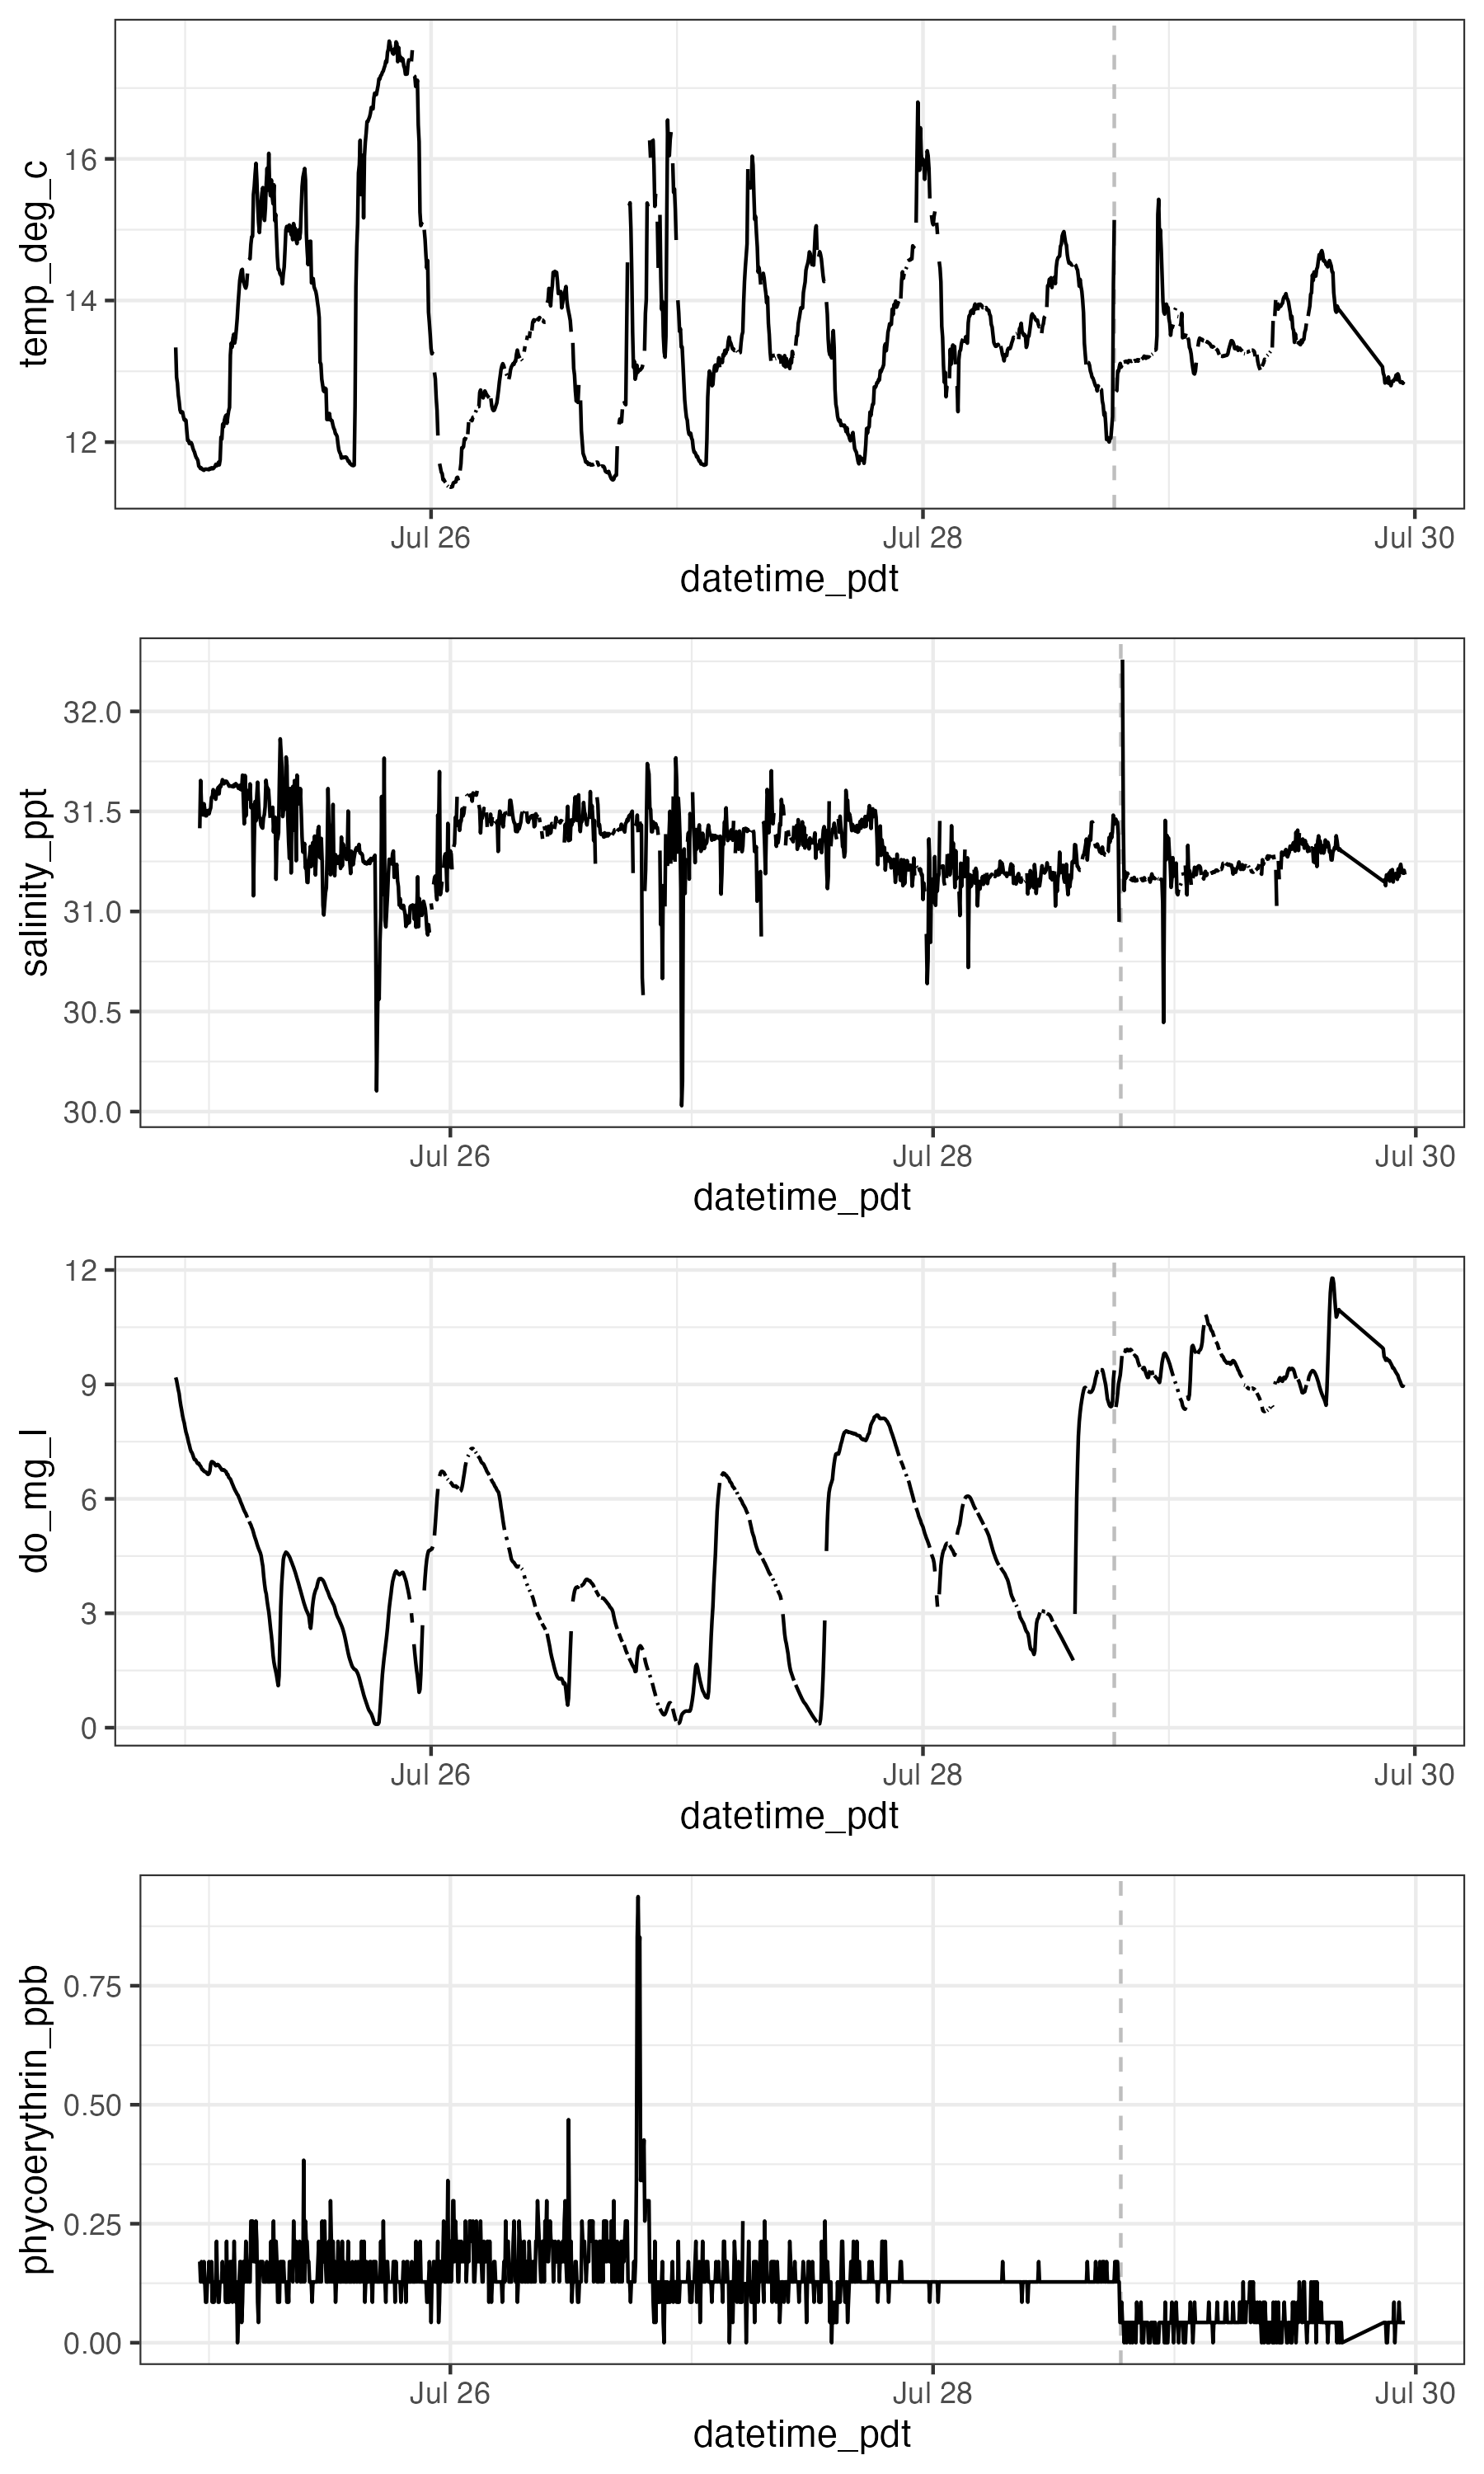 temp_deg_c
16
14
12
Jul 26 Jul 28 Jul 30
datetime_pdt
salinity_ppt
32.0
31.5
31.0
30.5
30.0
Jul 26 Jul 28 Jul 30
datetime_pdt
do_mg_l
12
9
6
3
0
Jul 26 Jul 28 Jul 30
datetime_pdt
phycoerythrin_ppb
0.75
0.50
0.25
0.00
Jul 26 Jul 28 Jul 30
datetime_pdt